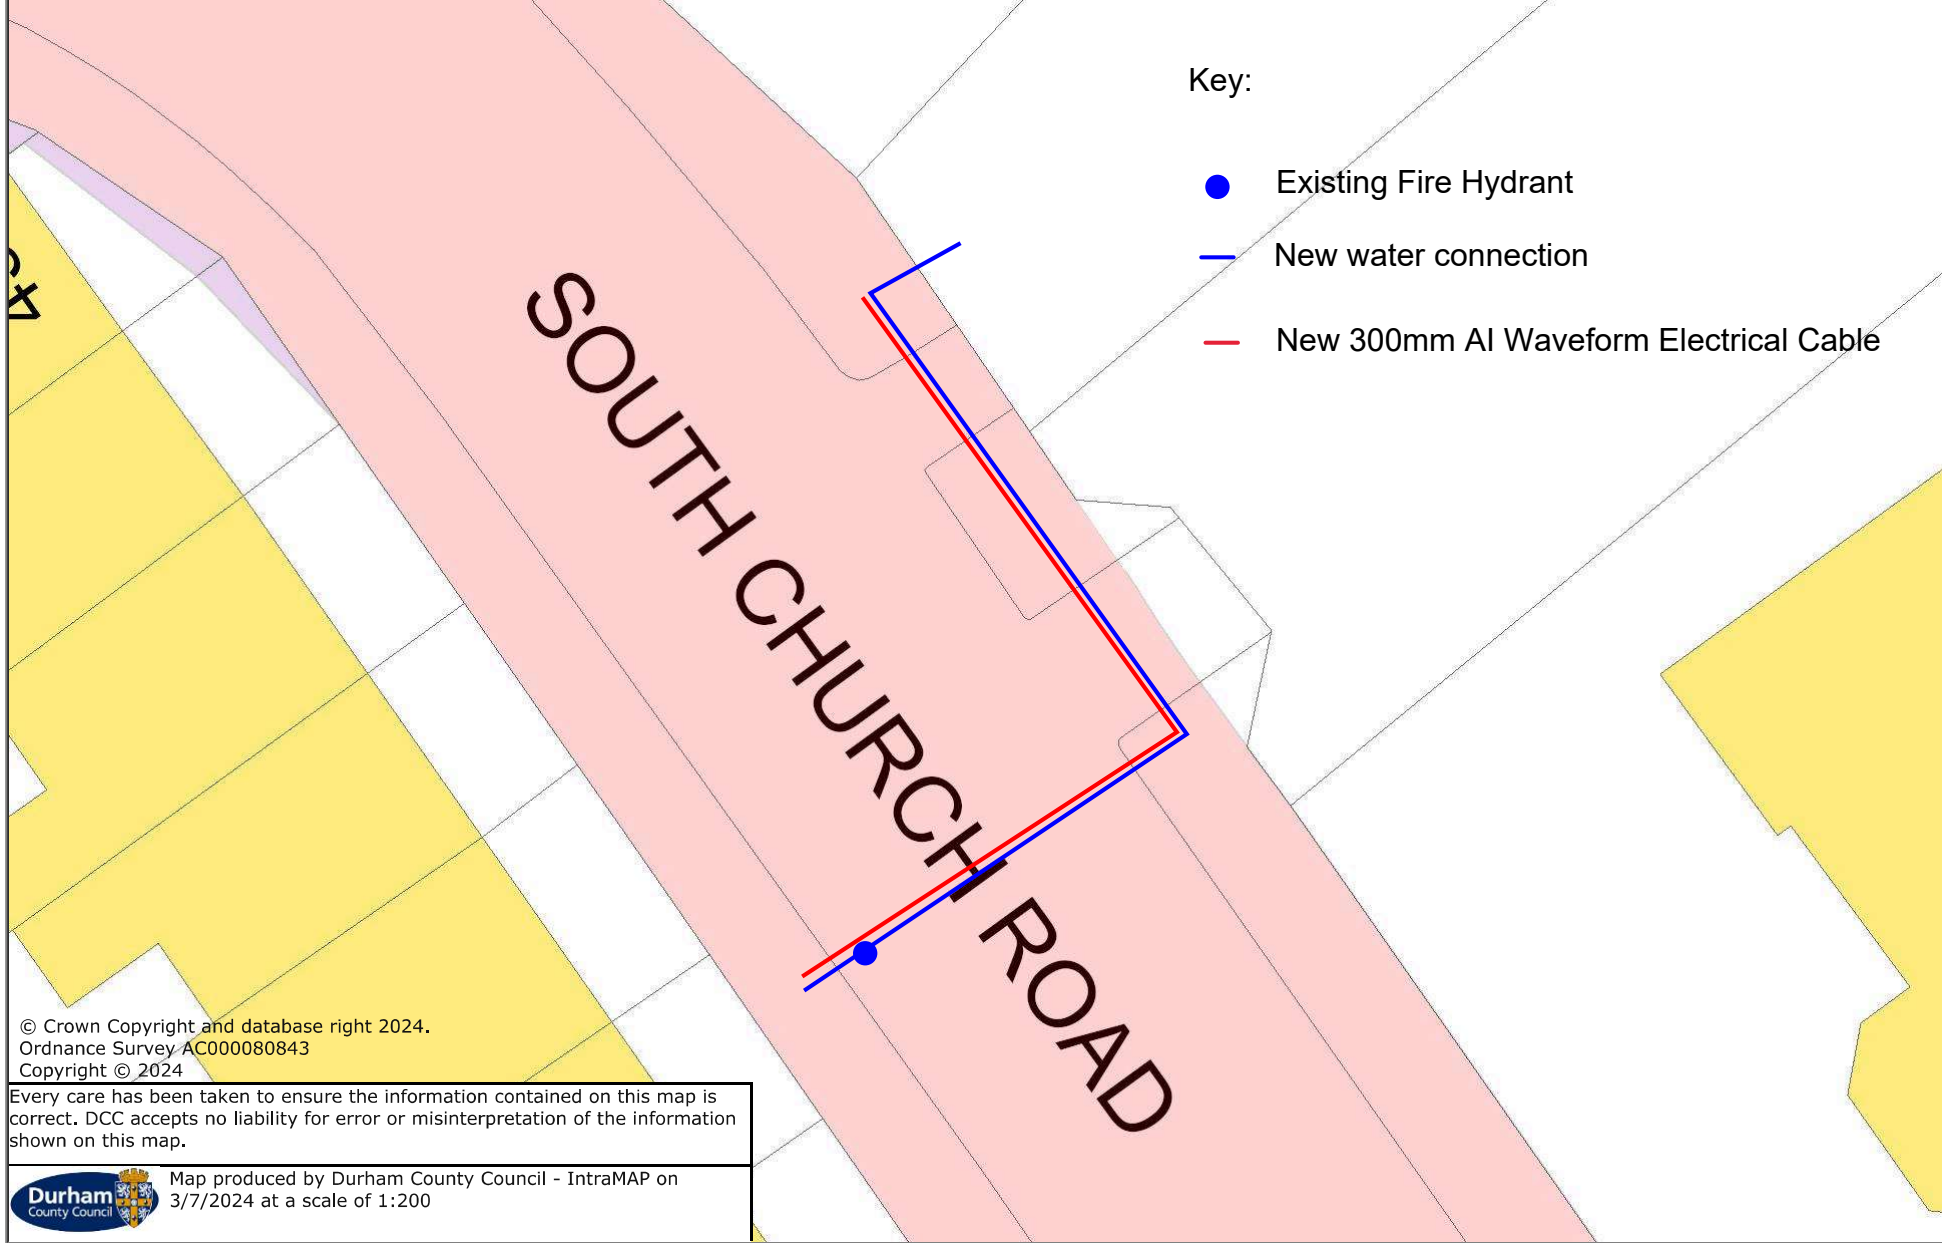 Key:
Existing Fire Hydrant
New water connection
New 300mm Al Waveform Electrical Cable
SOUTH CHURCH ROAD
© Crown Copyright and database right 2024.
Ordnance Survey AC000080843
Copyright © 2024
Every care has been taken to ensure the information contained on this map is
correct. DCC accepts no liability for error or misinterpretation of the information
shown on this map.
Durham
County Council
Map produced by Durham County Council - IntraMAP on
3/7/2024 at a scale of 1:200